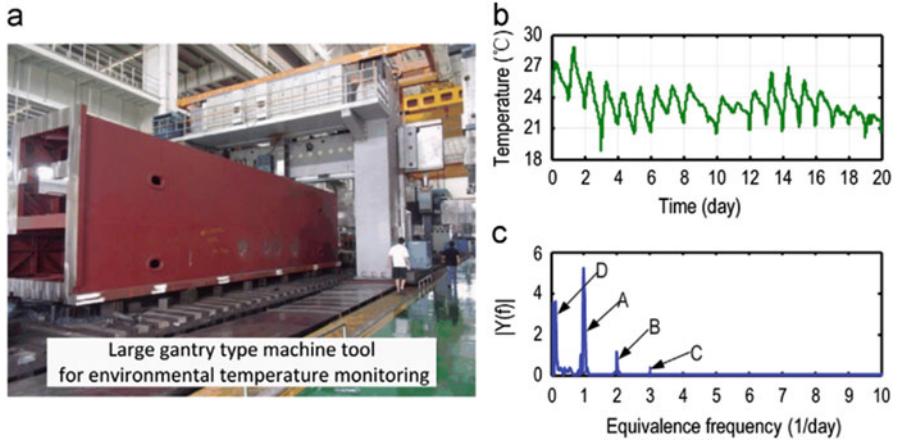 a
Large gantry type machine tool
for environmental temperature monitoring
b
Temperature (℃)
30
27
24
21
18
0 2 4 6 8 10 12 14 16 18 20
Time (day)
c
|Y(f)|
6
4
2
0
D
A
B
C
0 1 2 3 4 5 6 7 8 9 10
Equivalence frequency (1/day)